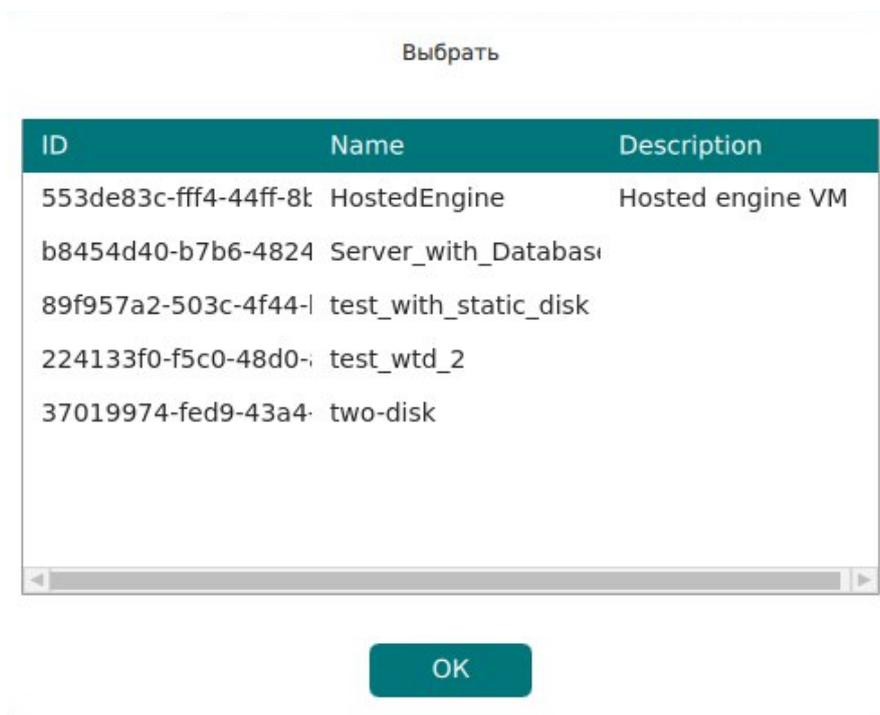 Выбрать
ID Name Description
553de83c-fff4-44ff-8b HostedEngine Hosted engine VM
b8454d40-b7b6-4824 Server_with_Databas
89f957a2-503c-4f44- test_with_static_disk
224133f0-f5c0-48d0- test_wtd_2
37019974-fed9-43a4- two-disk
OK